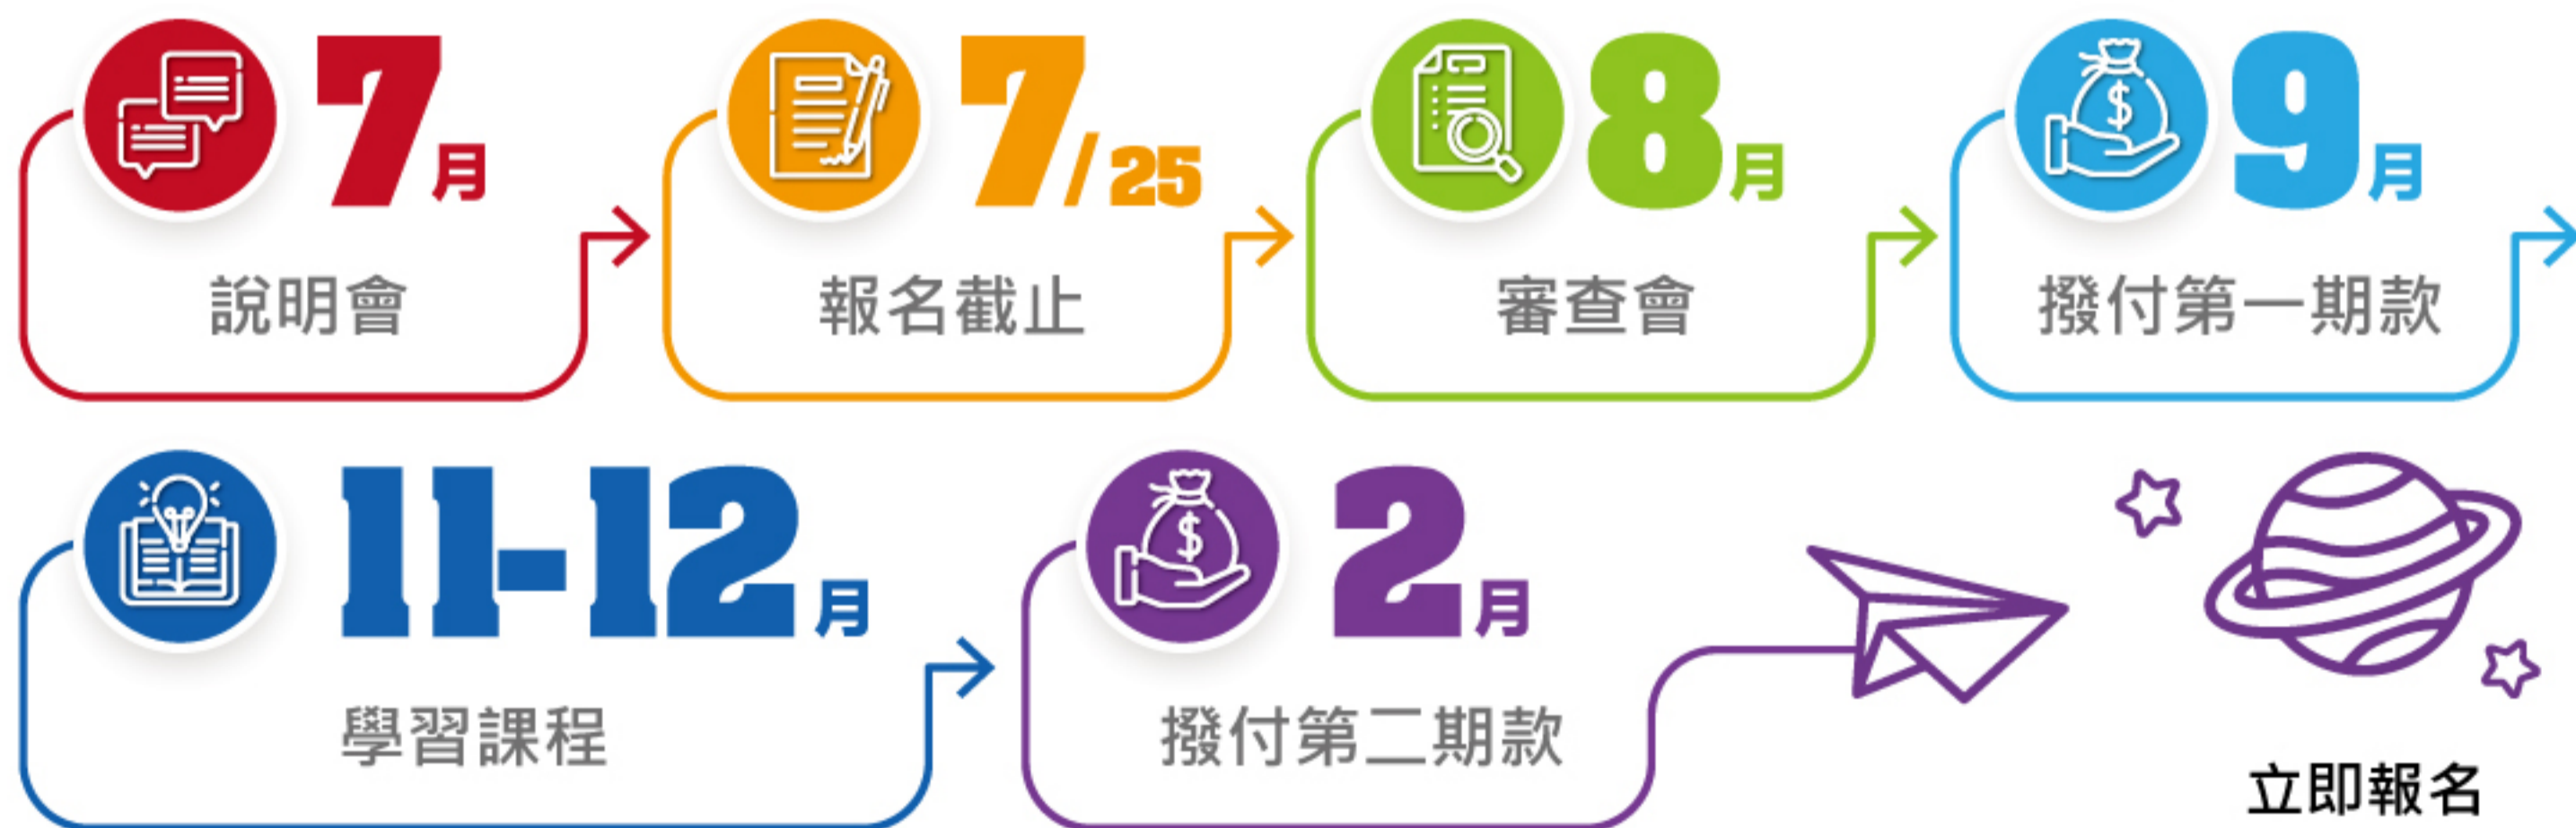 7月
說明會
7/25
報名截止
8月
審查會
9月
撥付第一期款
11-12月
學習課程
2月
撥付第二期款
立即報名